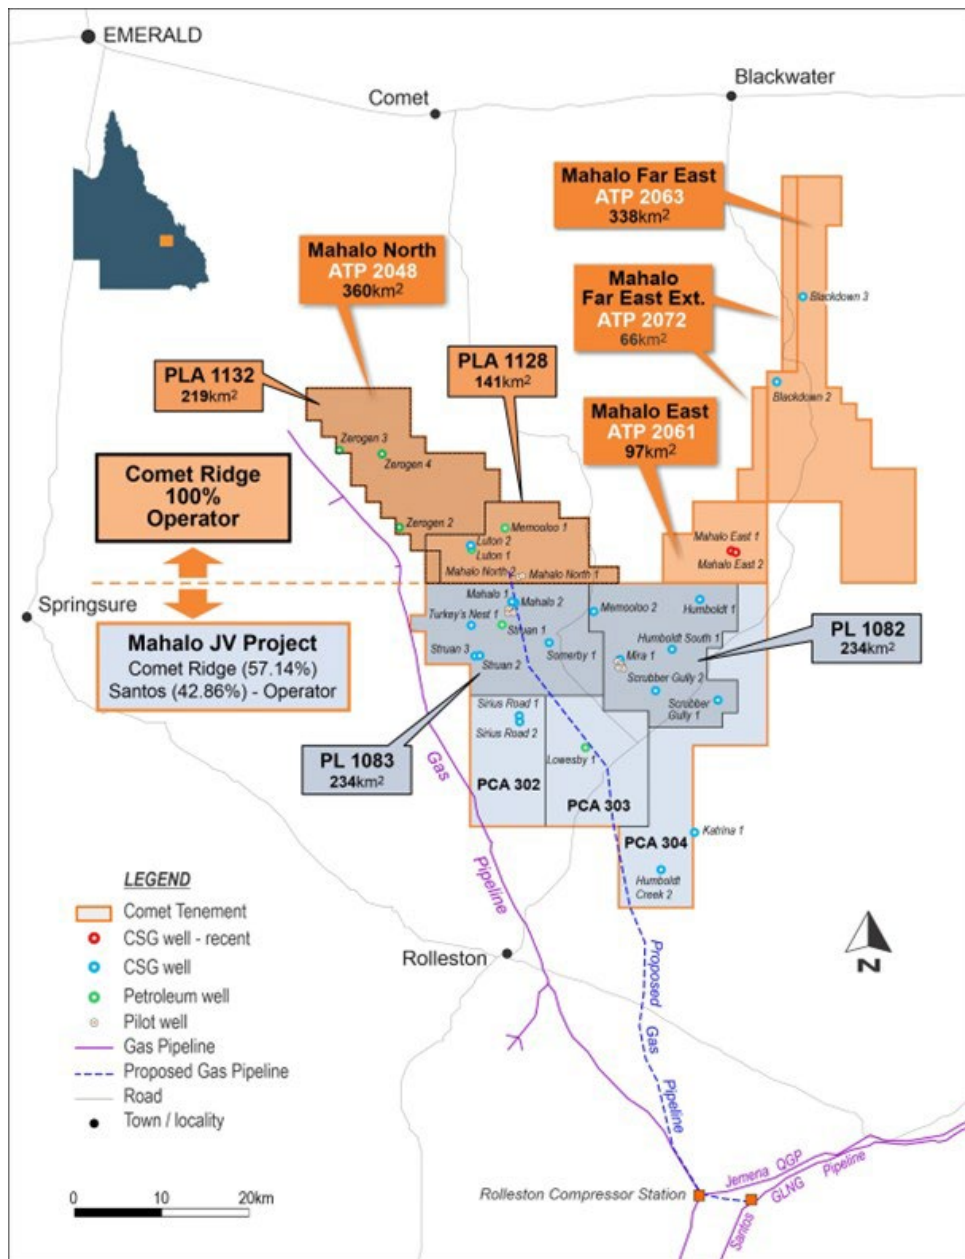 EMERALD
Comet
Blackwater
Mahalo Far East
ATP 2063
338km2
Mahalo North
ATP 2048
360km2
Mahalo
Far East Ext.
ATP 2072
66km2
Blackdown 3
PLA 1132
219km2
PLA 1128
141km2
Blackdown 2
Mahalo East
ATP 2061
97km2
Zerogen 3
Zerogen 4
Comet Ridge
100%
Operator
Zerogen 2
Memooloo 1
Luton 2
Luton 1
Mahalo East 1
Mahalo East 2
Mahalo North 2
Mahalo North 1
Springsure
Mahalo JV Project
Comet Ridge (57.14%)
Santos (42.86%) - Operator
Mahalo 1
Mahalo 2
Memooloo 2
Humboldt 1
Turkey's Nest 1
Struan 1
Humboldt South 1
PL 1082
234km2
Struan 3
Struan 2
Somerby 1
Mira 1
Scrubber Gully 2
Scrubber
Gully 1
Sirius Road 1
Sirius Road 2
PL 1083
234km2
Lowesby 1
Gas
Pipeline
PCA 302
PCA 303
PCA 304
Katrina 1
Humboldt
Creek 2
LEGEND
Comet Tenement
CSG well - recent
CSG well
Petroleum well
Pilot well
Gas Pipeline
Proposed Gas Pipeline
Road
Town / locality
Rolleston
Proposed Gas Pipeline
N
0 10 20km
Rolleston Compressor Station
Jemena QGP
Santos GLNG Pipeline